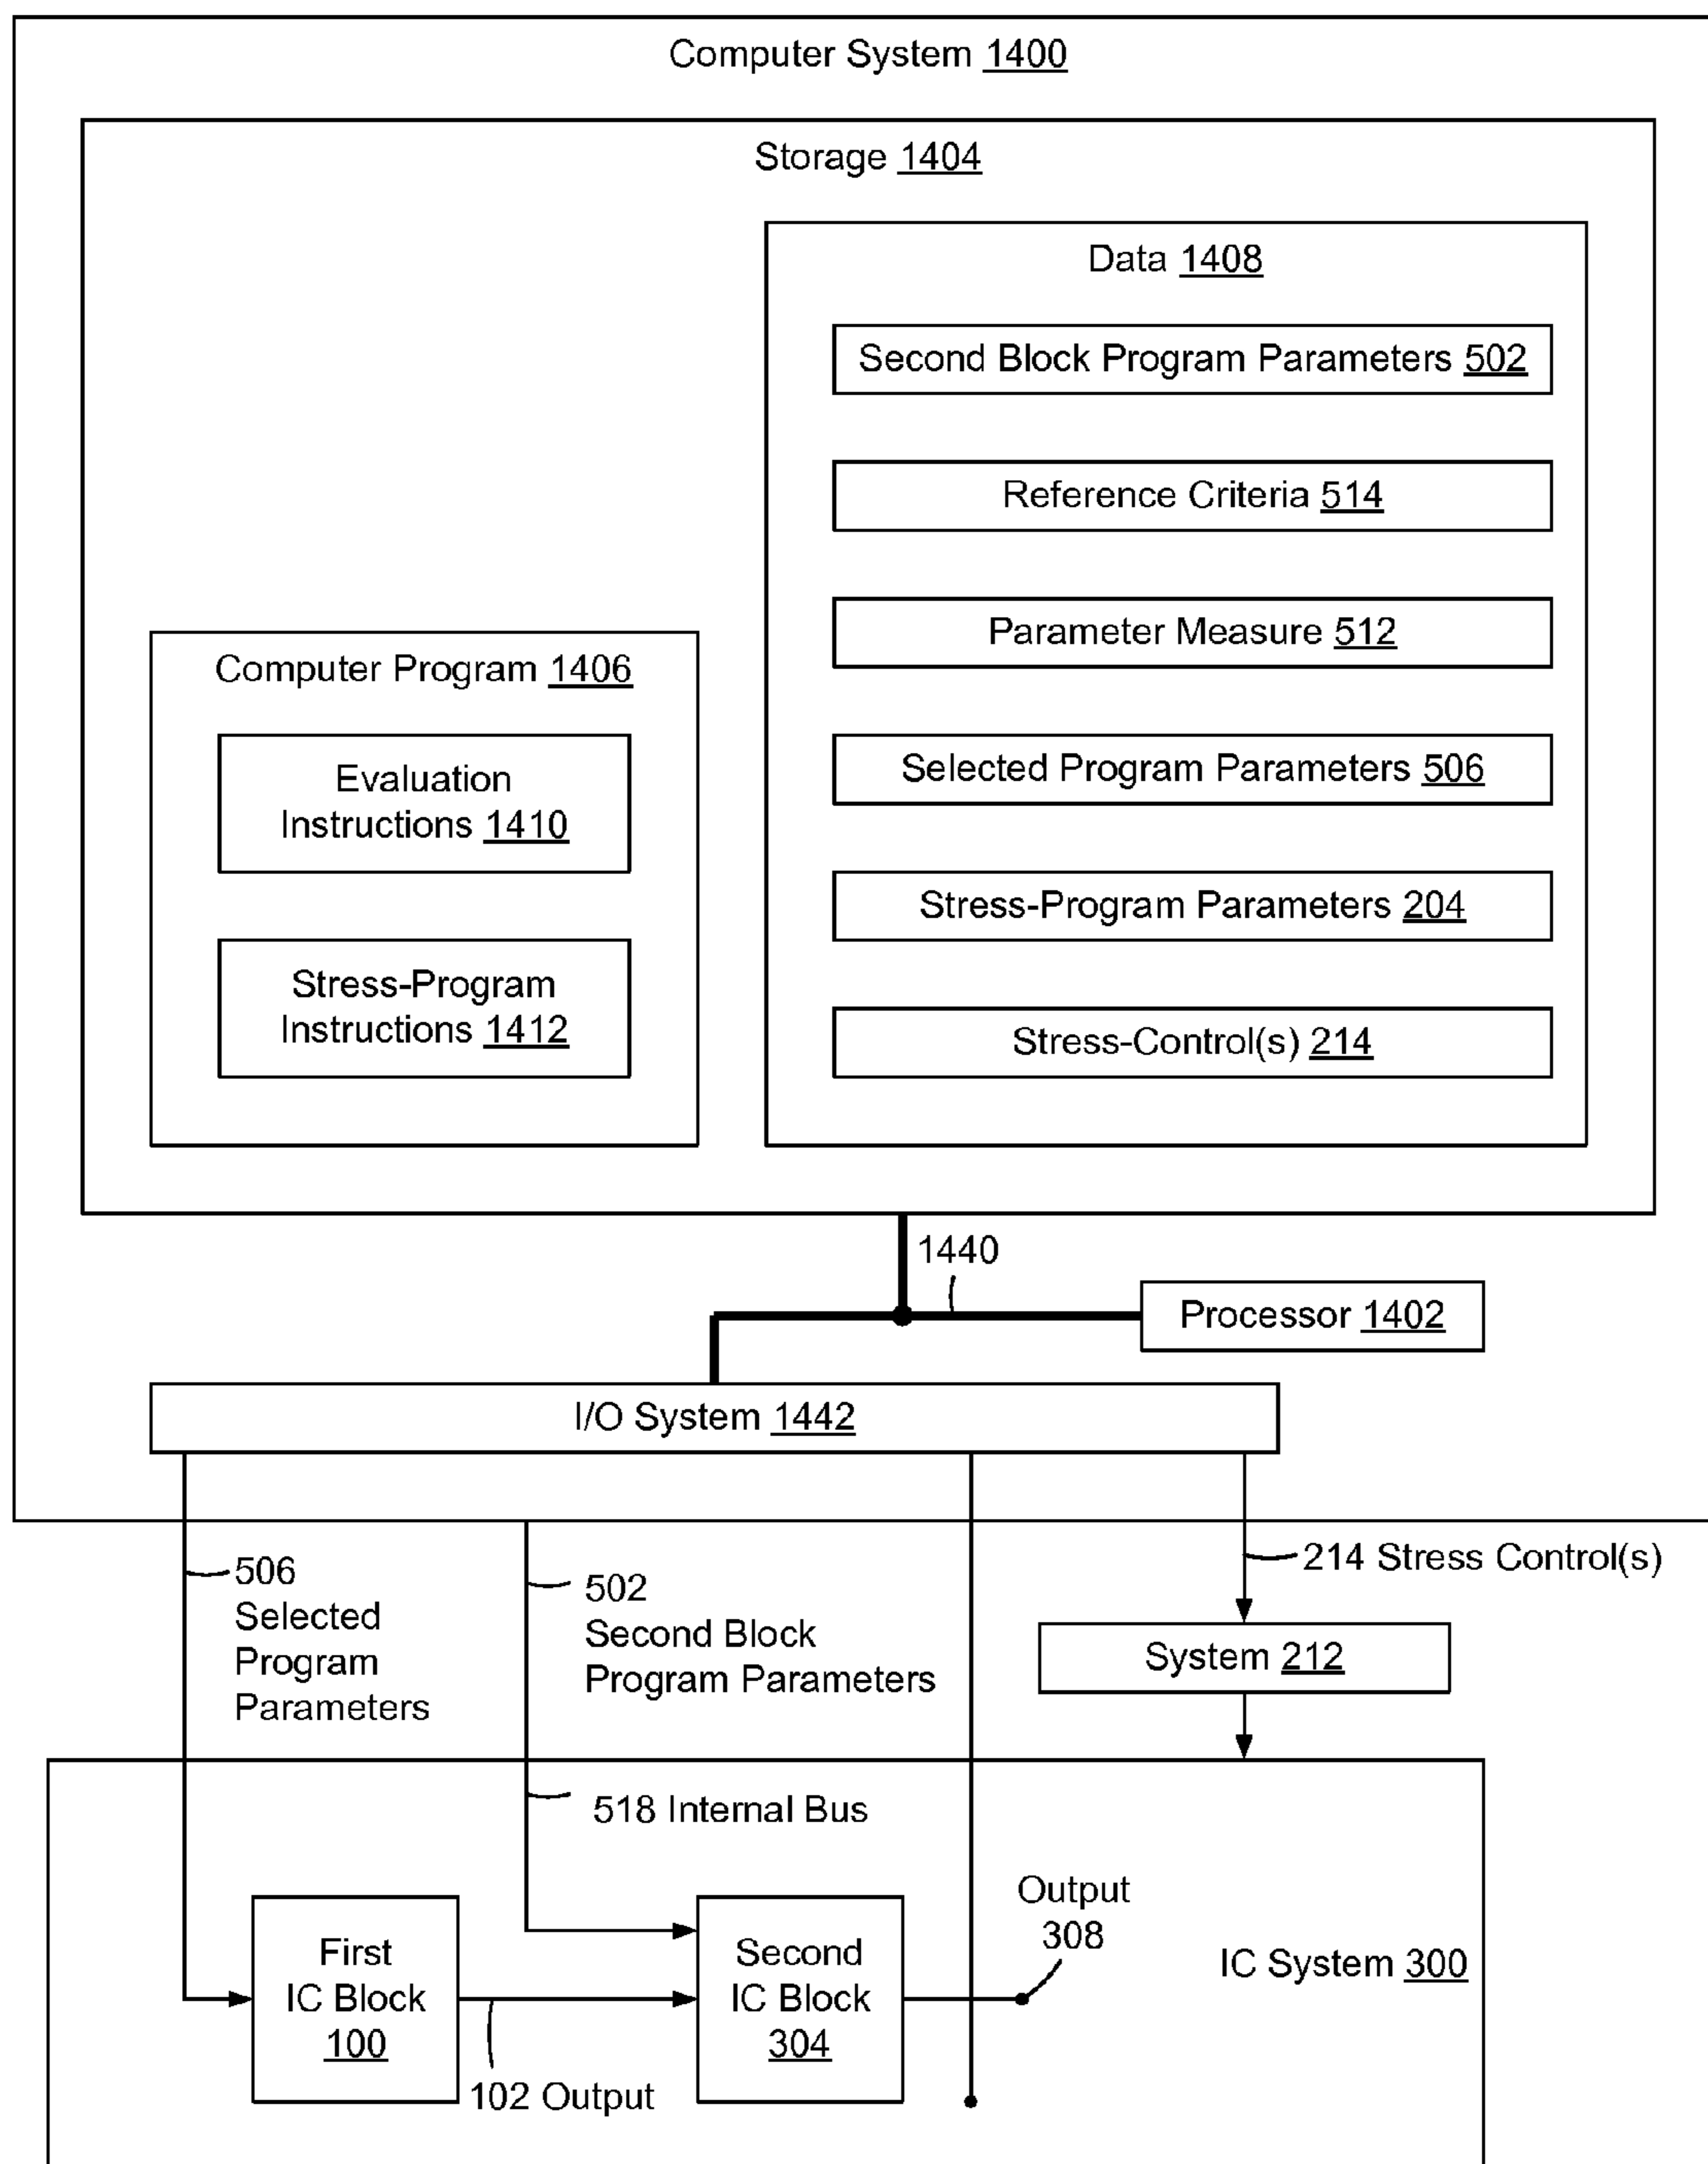 Computer System 1400
Storage 1404
Data 1408
Second Block Program Parameters 502
Reference Criteria 514
Parameter Measure 512
Selected Program Parameters 506
Stress-Program Parameters 204
Stress-Control(s) 214
Computer Program 1406
Evaluation
Instructions 1410
Stress-Program
Instructions 1412
1440
Processor 1402
I/O System 1442
506
Selected
Program
Parameters
502
Second Block
Program Parameters
214 Stress Control(s)
System 212
518 Internal Bus
First
IC Block
100
102 Output
Second
IC Block
304
Output
308
IC System 300